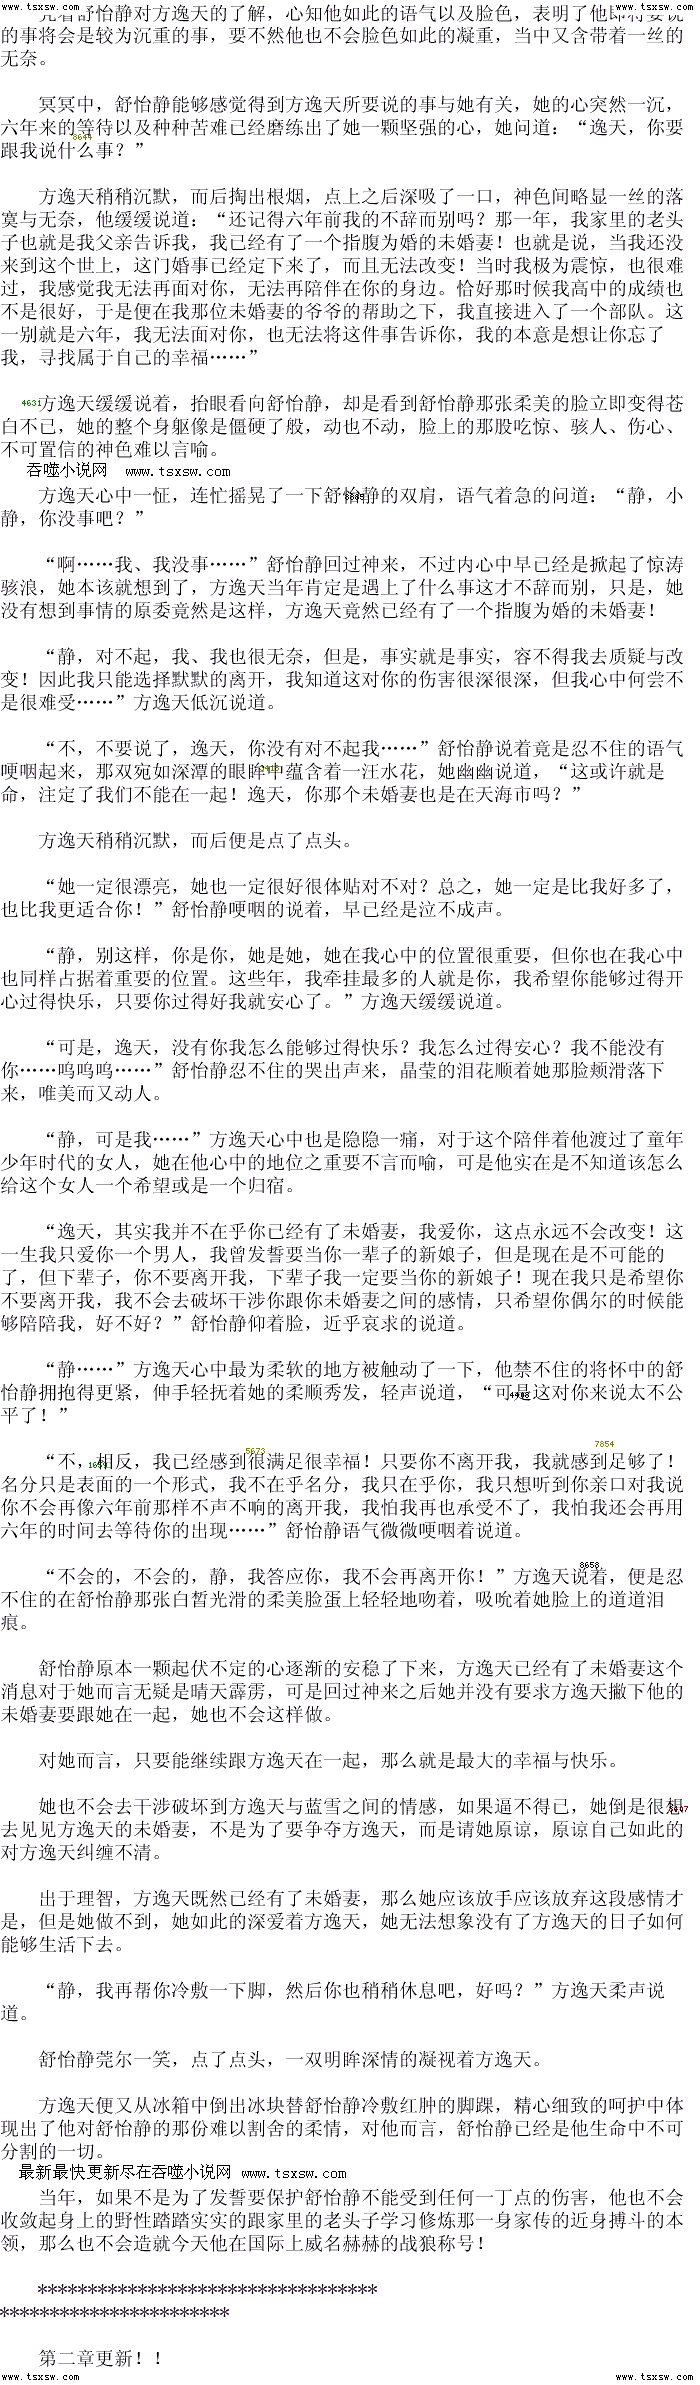 www.tsxsw.com www.tsxsw.com
凭着舒怡静对方逸天的了解，心知他如此的语气以及脸色，表明了他即将要说
的事将会是较为沉重的事，要不然他也不会脸色如此的凝重，当中又含带着一丝的
无奈。
冥冥中，舒怡静能够感觉得到方逸天所要说的事与她有关，她的心突然一沉，
六年来的等待以及种种苦难已经磨练出了她一颗坚强的心，她问道：“逸天，你要
8644
跟我说什么事？”
方逸天稍稍沉默，而后掏出根烟，点上之后深吸了一口，神色间略显一丝的落
寞与无奈，他缓缓说道：“还记得六年前我的不辞而别吗？那一年，我家里的老头
子也就是我父亲告诉我，我已经有了一个指腹为婚的未婚妻！也就是说，当我还没
来到这个世上，这门婚事已经定下来了，而且无法改变！当时我极为震惊，也很难
过，我感觉我无法再面对你，无法再陪伴在你的身边。恰好那时候我高中的成绩也
不是很好，于是便在我那位未婚妻的爷爷的帮助之下，我直接进入了一个部队。这
一别就是六年，我无法面对你，也无法将这件事告诉你，我的本意是想让你忘了
我，寻找属于自己的幸福……”
4631
方逸天缓缓说着，抬眼看向舒怡静，却是看到舒怡静那张柔美的脸立即变得苍
白不已，她的整个身躯像是僵硬了般，动也不动，脸上的那股吃惊、骇人、伤心、
不可置信的神色难以言喻。
吞噬小说网 www.tsxsw.com
方逸天心中一怔，连忙摇晃了一下舒怡静的双肩，语气着急的问道：“静，小
静，你没事吧？”
“啊……我、我没事……”舒怡静回过神来，不过内心中早已经是掀起了惊涛
骇浪，她本该就想到了，方逸天当年肯定是遇上了什么事这才不辞而别，只是，她
没有想到事情的原委竟然是这样，方逸天竟然已经有了一个指腹为婚的未婚妻！
“静，对不起，我、我也很无奈，但是，事实就是事实，容不得我去质疑与改
变！因此我只能选择默默的离开，我知道这对你的伤害很深很深，但我心中何尝不
是很难受……”方逸天低沉说道。
“不，不要说了，逸天，你没有对不起我……”舒怡静说着竟是忍不住的语气
哽咽起来，那双宛如深潭的眼眸中蕴含着一汪水花，她幽幽说道，“这或许就是
命，注定了我们不能在一起！逸天，你那个未婚妻也是在天海市吗？”
方逸天稍稍沉默，而后便是点了点头。
“她一定很漂亮，她也一定很好很体贴对不对？总之，她一定是比我好多了，
也比我更适合你！”舒怡静哽咽的说着，早已经是泣不成声。
“静，别这样，你是你，她是她，她在我心中的位置很重要，但你也在我心中
也同样占据着重要的位置。这些年，我牵挂最多的人就是你，我希望你能够过得开
心过得快乐，只要你过得好我就安心了。”方逸天缓缓说道。
“可是，逸天，没有你我怎么能够过得快乐？我怎么过得安心？我不能没有
你……呜呜呜……”舒怡静忍不住的哭出声来，晶莹的泪花顺着她那脸颊滑落下
来，唯美而又动人。
“静，可是我……”方逸天心中也是隐隐一痛，对于这个陪伴着他渡过了童年
少年时代的女人，她在他心中的地位之重要不言而喻，可是他实在是不知道该怎么
给这个女人一个希望或是一个归宿。
“逸天，其实我并不在乎你已经有了未婚妻，我爱你，这点永远不会改变！这
一生我只爱你一个男人，我曾发誓要当你一辈子的新娘子，但是现在是不可能的
了，但下辈子，你不要离开我，下辈子我一定要当你的新娘子！现在我只是希望你
不要离开我，我不会去破坏干涉你跟你未婚妻之间的感情，只希望你偶尔的时候能
够陪陪我，好不好？”舒怡静仰着脸，近乎哀求的说道。
“静……”方逸天心中最为柔软的地方被触动了一下，他禁不住的将怀中的舒
怡静拥抱得更紧，伸手轻抚着她的柔顺秀发，轻声说道，“可是这对你来说太不公
平了！”
5673 7854
“不，相反，我已经感到很满足很幸福！只要你不离开我，我就感到足够了！
名分只是表面的一个形式，我不在乎名分，我只在乎你，我只想听到你亲口对我说
你不会再像六年前那样不声不响的离开我，我怕我再也承受不了，我怕我还会再用
六年的时间去等待你的出现……”舒怡静语气微微哽咽着说道。
8658
“不会的，不会的，静，我答应你，我不会再离开你！”方逸天说着，便是忍
不住的在舒怡静那张白皙光滑的柔美脸蛋上轻轻地吻着，吸吮着她脸上的道道泪
痕。
舒怡静原本一颗起伏不定的心逐渐的安稳了下来，方逸天已经有了未婚妻这个
消息对于她而言无疑是晴天霹雳，可是回过神来之后她并没有要求方逸天撇下他的
未婚妻要跟她在一起，她也不会这样做。
对她而言，只要能继续跟方逸天在一起，那么就是最大的幸福与快乐。
她也不会去干涉破坏到方逸天与蓝雪之间的情感，如果逼不得已，她倒是很想
去见见方逸天的未婚妻，不是为了要争夺方逸天，而是请她原谅，原谅自己如此的
对方逸天纠缠不清。
出于理智，方逸天既然已经有了未婚妻，那么她应该放手应该放弃这段感情才
是，但是她做不到，她如此的深爱着方逸天，她无法想象没有了方逸天的日子如何
能够生活下去。
“静，我再帮你冷敷一下脚，然后你也稍稍休息吧，好吗？”方逸天柔声说
道。
舒怡静莞尔一笑，点了点头，一双明眸深情的凝视着方逸天。
方逸天便又从冰箱中倒出冰块替舒怡静冷敷红肿的脚踝，精心细致的呵护中体
现出了他对舒怡静的那份难以割舍的柔情，对他而言，舒怡静已经是他生命中不可
分割的一切。
最新最快更新尽在吞噬小说网 www.tsxsw.com
当年，如果不是为了发誓要保护舒怡静不能受到任何一丁点的伤害，他也不会
收敛起身上的野性踏踏实实的跟家里的老头子学习修炼那一身家传的近身搏斗的本
领，那么也不会造就今天他在国际上威名赫赫的战狼称号！
**********************************
***********************
第二章更新！！
www.tsxsw.com www.tsxsw.com